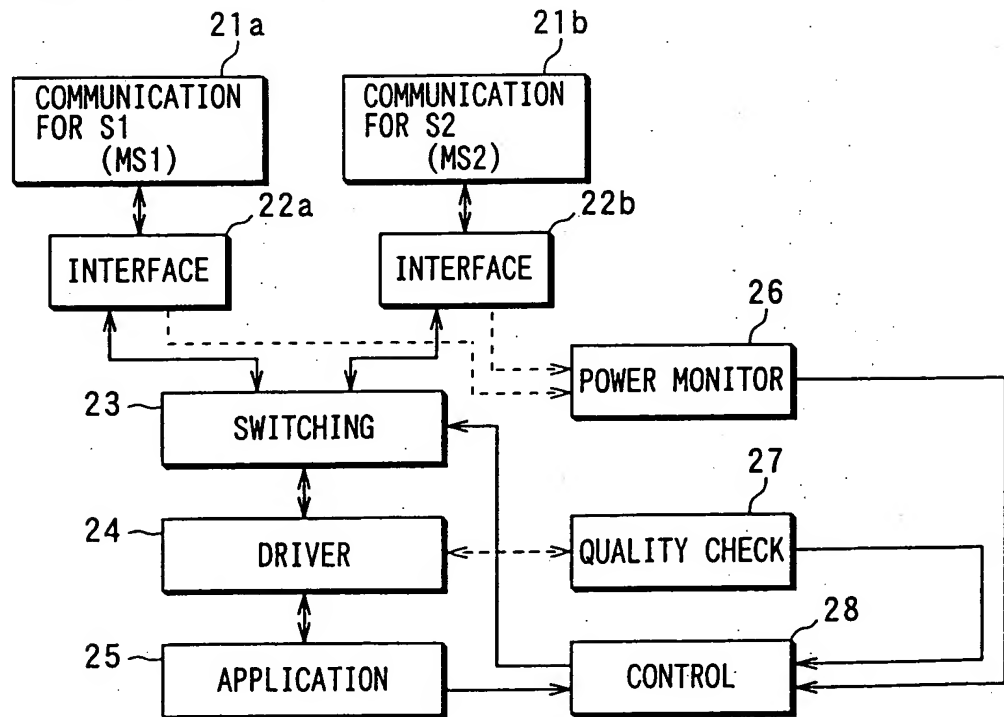 21a
21b
COMMUNICATION
FOR S1
(MS1)
COMMUNICATION
FOR S2
(MS2)
22a
22b
INTERFACE
INTERFACE
26
POWER MONITOR
23
SWITCHING
27
24
DRIVER
QUALITY CHECK
28
25
APPLICATION
CONTROL